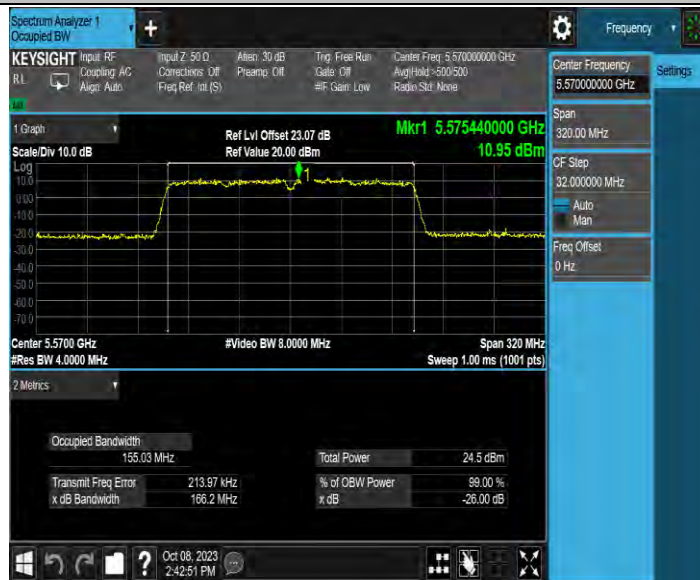 Spectrum Analyzer 1
Occupied BW
Frequency
KEYSIGHT
R L
Input: RF
Coupling: AC
Align: Auto
Input Z: 50 Ω
Corrections: Off
Freq Ref: Int (S)
Atten: 30 dB
Preamp: Off
Trig: Free Run
Gate: Off
#IF Gain: Low
Center Freq: 5.570000000 GHz
Avg|Hold: >500/500
Radio Std: None
Center Frequency
5.570000000 GHz
Settings
Span
320.00 MHz
CF Step
32.000000 MHz
Auto
Man
Freq Offset
0 Hz
1 Graph
Scale/Div 10.0 dB
Ref Lvl Offset 23.07 dB
Ref Value 20.00 dBm
Mkr1 5.575440000 GHz
10.95 dBm
Log
10.0
0.00
-10.0
-20.0
-30.0
-40.0
-50.0
-60.0
-70.0
1
Center 5.5700 GHz
#Video BW 8.0000 MHz
Span 320 MHz
#Res BW 4.0000 MHz
Sweep 1.00 ms (1001 pts)
2 Metrics
Occupied Bandwidth
155.03 MHz
Total Power 24.5 dBm
Transmit Freq Error 213.97 kHz
% of OBW Power 99.00 %
x dB Bandwidth 166.2 MHz
x dB -26.00 dB
?
Oct 08, 2023
2:42:51 PM